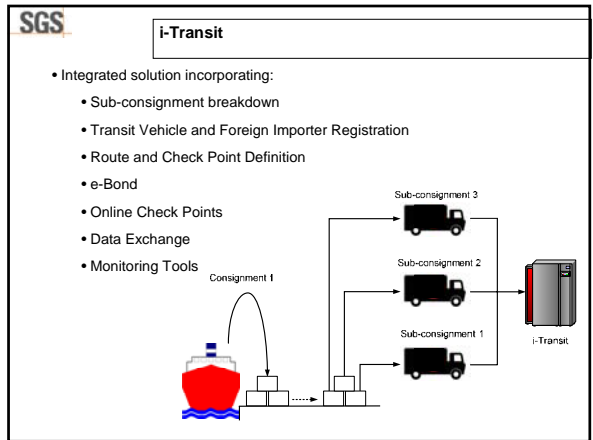 SGS
i-Transit
• Integrated solution incorporating:
• Sub-consignment breakdown
• Transit Vehicle and Foreign Importer Registration
• Route and Check Point Definition
• e-Bond
• Online Check Points
• Data Exchange
• Monitoring Tools
Consignment 1
Sub-consignment 3
Sub-consignment 2
Sub-consignment 1
i-Transit